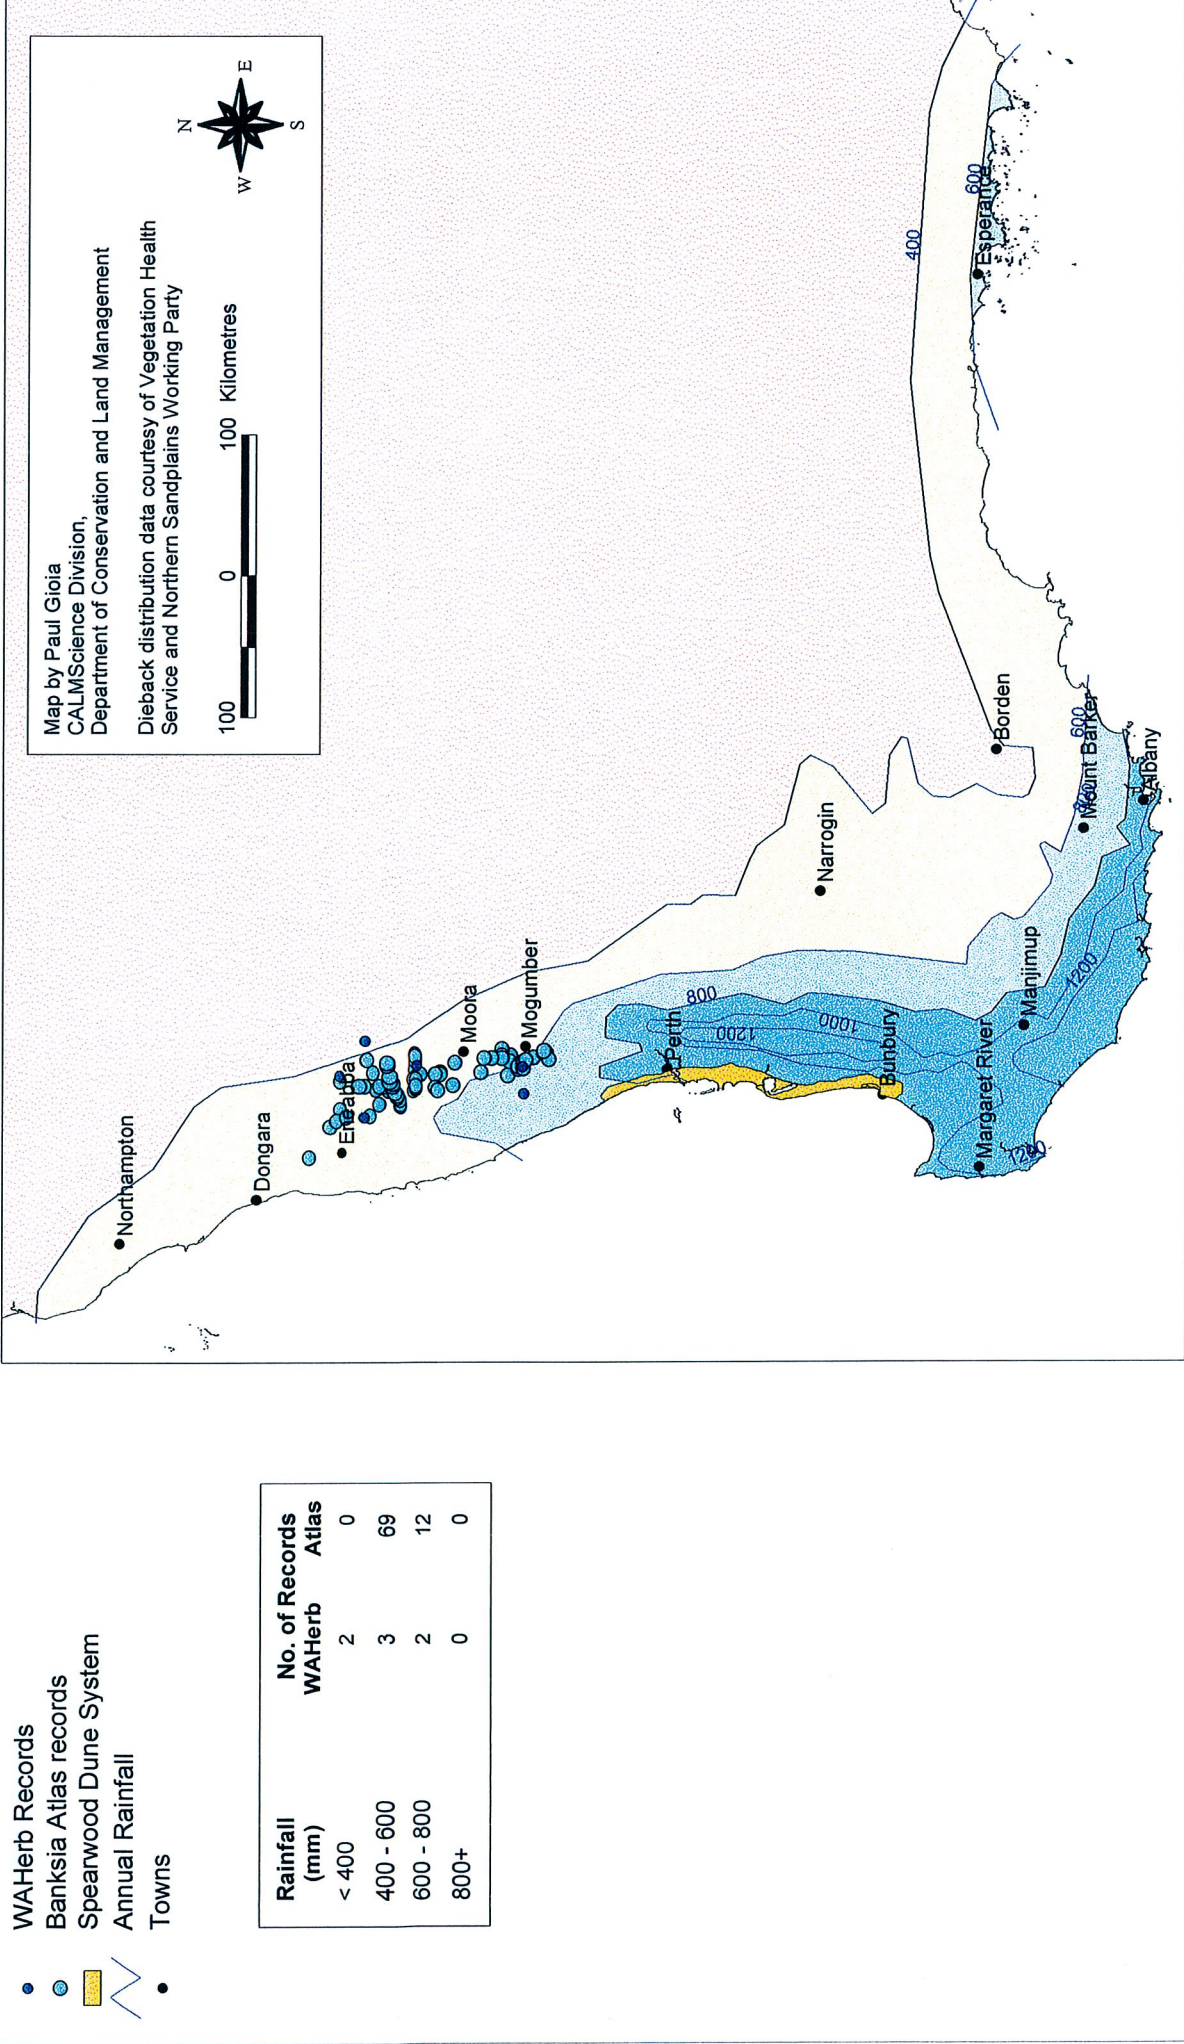 WAHerb Records
Banksia Atlas records
Spearwood Dune System
Annual Rainfall
Towns
Rainfall No. of Records
(mm) WAHerb Atlas
< 400 2 0
400 - 600 3 69
600 - 800 2 12
800+ 0 0
Map by Paul Gioia
CALMScience Division,
Department of Conservation and Land Management
Dieback distribution data courtesy of Vegetation Health
Service and Northern Sandplains Working Party
100 0 100 Kilometres
N
W
E
S
Northampton
Dongara
Eneabba
Moora
Mogumber
Perth
800
1200
1000
Bunbury
Narrogin
Margaret River
1200
Manjimup
1200
Borden
600
Mount Barker
Albany
400
600
Esperance